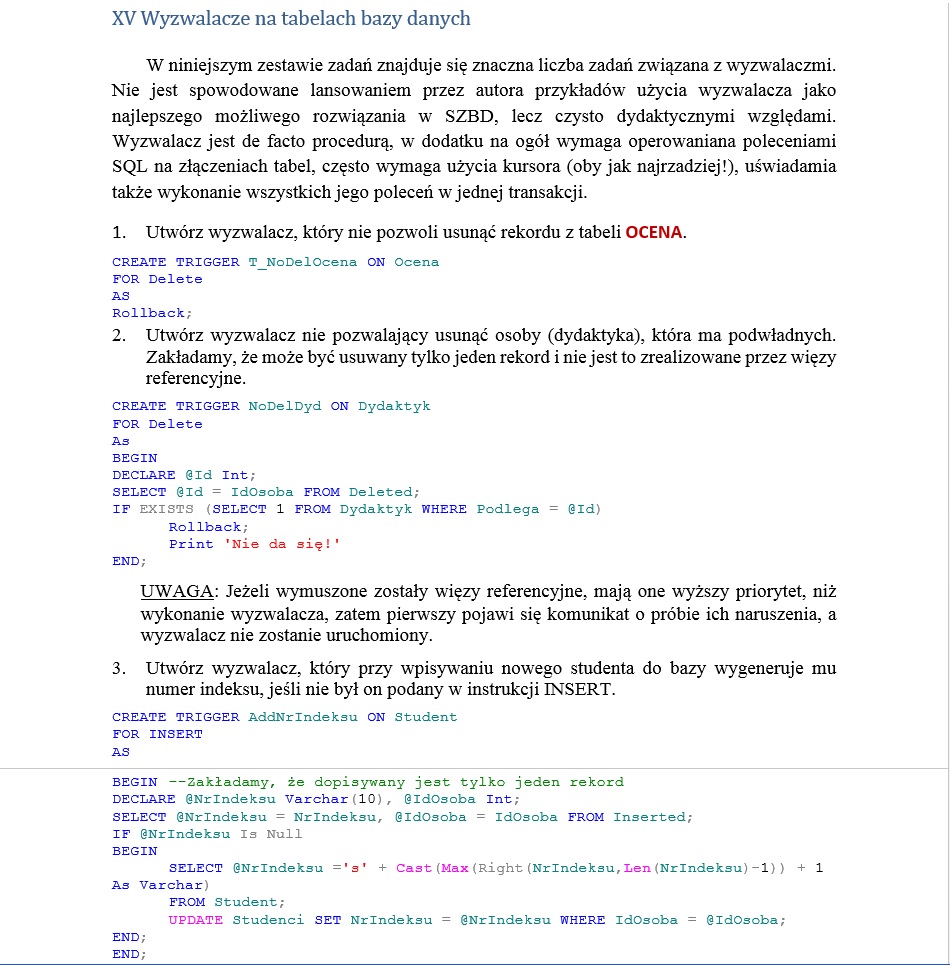 XV Wyzwalacze na tabelach bazy danych
W niniejszym zestawie zadań znajduje się znaczna liczba zadań związana z wyzwalaczmi.
Nie jest spowodowane lansowaniem przez autora przykładów użycia wyzwalacza jako
najlepszego możliwego rozwiązania w SZBD, lecz czysto dydaktycznymi względami.
Wyzwalacz jest de facto procedurą, w dodatku na ogół wymaga operowaniana poleceniami
SQL na złączeniach tabel, często wymaga użycia kursora (oby jak najrzadziej!), uświadamia
także wykonanie wszystkich jego poleceń w jednej transakcji.
1. Utwórz wyzwalacz, który nie pozwoli usunąć rekordu z tabeli OCENA.
CREATE TRIGGER T_NoDelOcena ON Ocena
FOR Delete
AS
Rollback;
2. Utwórz wyzwalacz nie pozwalający usunąć osoby (dydaktyka), która ma podwładnych.
Zakładamy, że może być usuwany tylko jeden rekord i nie jest to zrealizowane przez więzy
referencyjne.
CREATE TRIGGER NoDelDyd ON Dydaktyk
FOR Delete
As
BEGIN
DECLARE @Id Int;
SELECT @Id = IdOsoba FROM Deleted;
IF EXISTS (SELECT 1 FROM Dydaktyk WHERE Podlega = @Id)
Rollback;
Print 'Nie da się!'
END;
UWAGA: Jeżeli wymuszone zostały więzy referencyjne, mają one wyższy priorytet, niż
wykonanie wyzwalacza, zatem pierwszy pojawi się komunikat o próbie ich naruszenia, a
wyzwalacz nie zostanie uruchomiony.
3. Utwórz wyzwalacz, który przy wpisywaniu nowego studenta do bazy wygeneruje mu
numer indeksu, jeśli nie był on podany w instrukcji INSERT.
CREATE TRIGGER AddNrIndeksu ON Student
FOR INSERT
AS
BEGIN --Zakładamy, że dopisywany jest tylko jeden rekord
DECLARE @NrIndeksu Varchar(10), @IdOsoba Int;
SELECT @NrIndeksu = NrIndeksu, @IdOsoba = IdOsoba FROM Inserted;
IF @NrIndeksu Is Null
BEGIN
SELECT @NrIndeksu ='s' + Cast(Max(Right(NrIndeksu,Len(NrIndeksu)-1)) + 1
As Varchar)
FROM Student;
UPDATE Studenci SET NrIndeksu = @NrIndeksu WHERE IdOsoba = @IdOsoba;
END;
END;